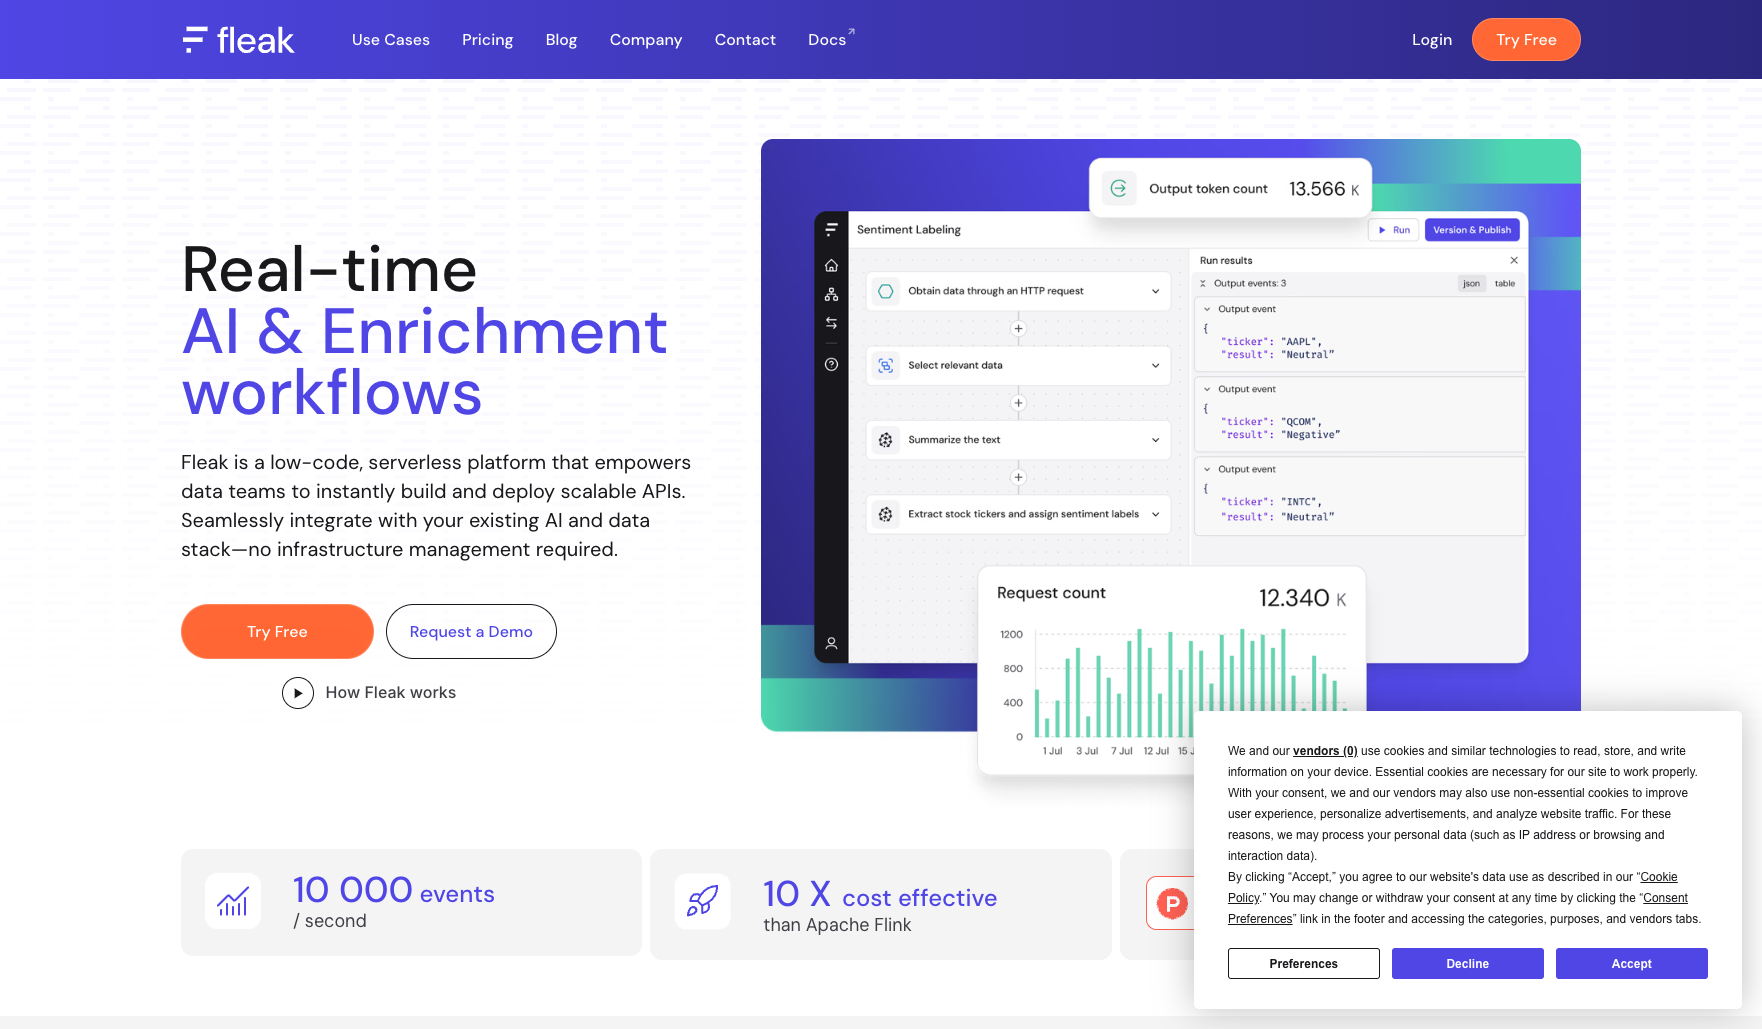 fleak
Use Cases
Pricing
Blog
Company
Contact
Docs
Login
Try Free
Real-time
AI & Enrichment
workflows
Fleak is a low-code, serverless platform that empowers
data teams to instantly build and deploy scalable APIs.
Seamlessly integrate with your existing AI and data
stack—no infrastructure management required.
Try Free
Request a Demo
How Fleak works
Output token count 13.566 K
Sentiment Labeling
Run
Version & Publish
Obtain data through an HTTP request
Select relevant data
Summarize the text
Extract stock tickers and assign sentiment labels
Run results
Output events: 3
json
table
Output event
{
"ticker": "AAPL",
"result": "Neutral"
Output event
{
"ticker": "QCOM",
"result": "Negative"
Output event
{
"ticker": "INTC",
"result": "Neutral"
Request count
12.340 K
1200
800
400
0
1 Jul
3 Jul
7 Jul
12 Jul
10 000 events
/ second
10 X cost effective
than Apache Flink
We and our vendors (0) use cookies and similar technologies to read, store, and write
information on your device. Essential cookies are necessary for our site to work properly.
With your consent, we and our vendors may also use non-essential cookies to improve
user experience, personalize advertisements, and analyze website traffic. For these
reasons, we may process your personal data (such as IP address or browsing and
interaction data).
By clicking “Accept,” you agree to our website's data use as described in our “Cookie
Policy.” You may change or withdraw your consent at any time by clicking the “Consent
Preferences” link in the footer and accessing the categories, purposes, and vendors tabs.
Preferences
Decline
Accept